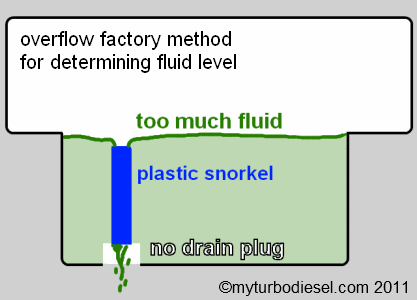 overflow factory method
for determining fluid level
too much fluid
plastic snorkel
no drain plug
©myturbodiesel.com 2011